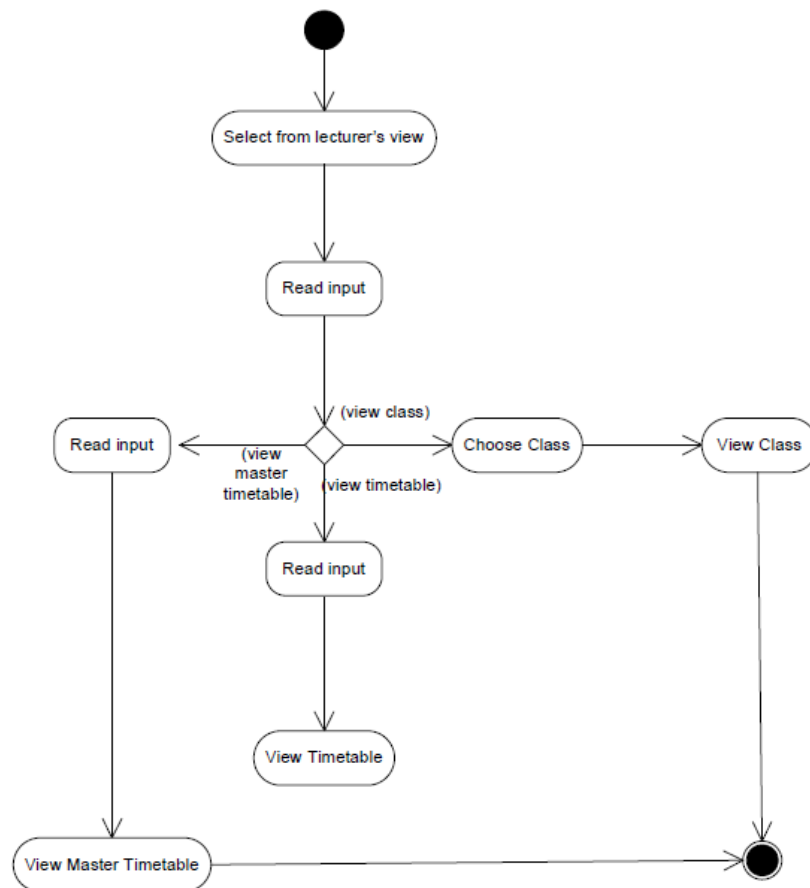 Select from lecturer's view
Read input
(view class)
Read input
Choose Class
View Class
(view
master
timetable)
(view timetable)
Read input
View Timetable
View Master Timetable